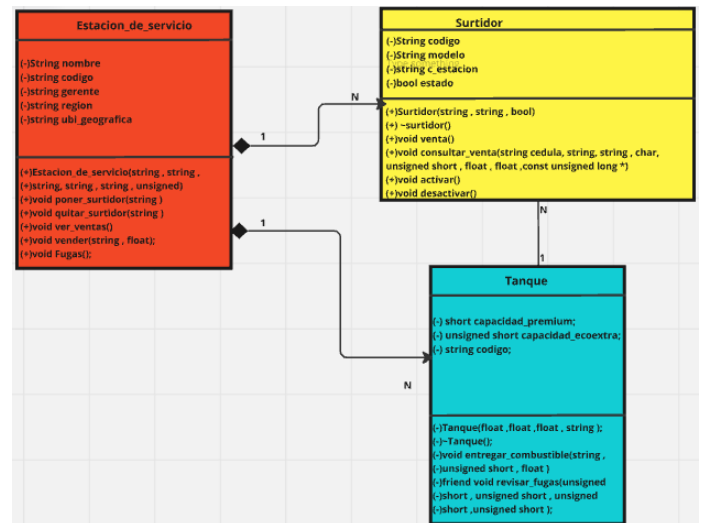 Estacion_de_servicio
(-)String nombre
(-)string codigo
(-)string gerente
(-)string region
(-)string ubi_geografica
(+)Estacion_de_servicio(string , string ,
(+)string, string , string , unsigned)
(+)void poner_surtidor(string )
(+)void quitar_surtidor(string )
(+)void ver_ventas()
(+)void vender(string , float);
(+)void Fugas();
1
N
1
N
Surtidor
(-)String codigo
(-)String modelo
(-)string c_estacion
(-)bool estado
(+)Surtidor(string , string , bool)
(+) ~surtidor()
(+)void venta()
(+)void consultar_venta(string cedula, string, string , char,
unsigned short , float , float ,const unsigned long *)
(+)void activar()
(+)void desactivar()
N
1
Tanque
(-) short capacidad_premium;
(-) unsigned short capacidad_ecoextra;
(-) string codigo;
(-)Tanque(float ,float ,float , string );
(-)~Tanque();
(-)void entregar_combustible(string ,
(-)unsigned short , float )
(-)friend void revisar_fugas(unsigned
(-)short , unsigned short , unsigned
(-)short ,unsigned short );